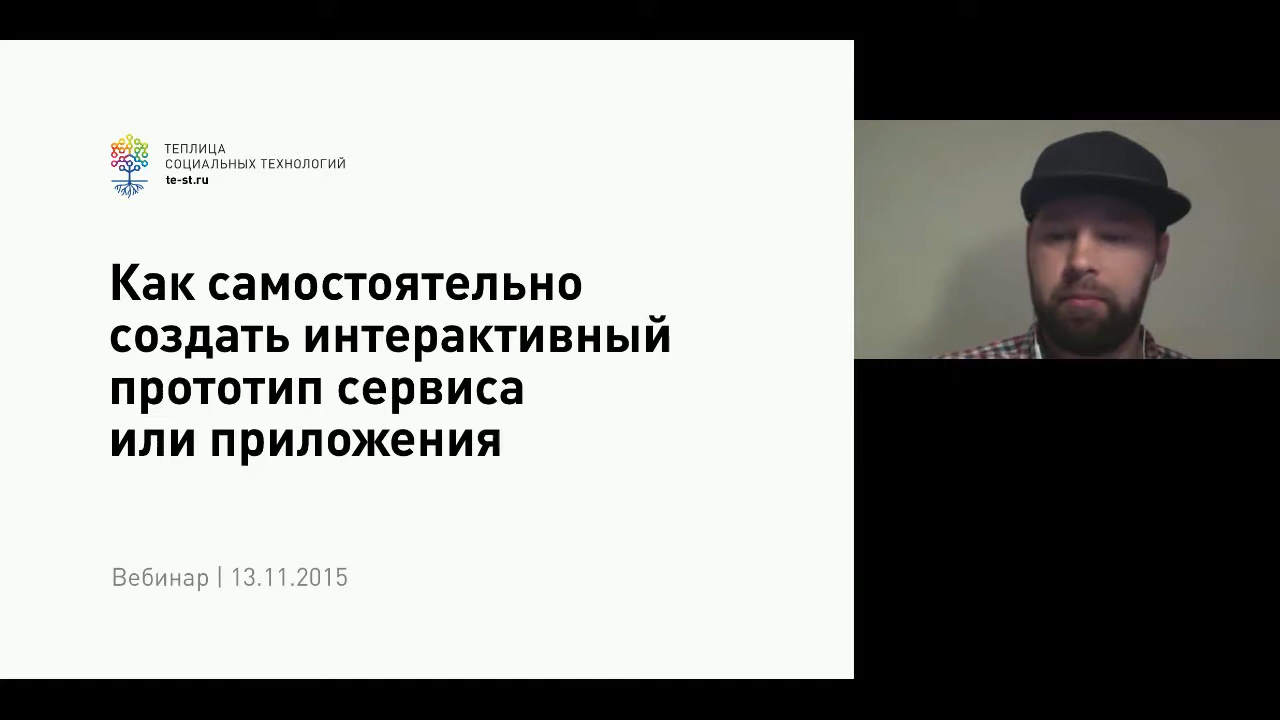 ТЕПЛИЦА
СОЦИАЛЬНЫХ ТЕХНОЛОГИЙ
te-st.ru
Как самостоятельно
создать интерактивный
прототип сервиса
или приложения
Вебинар | 13.11.2015